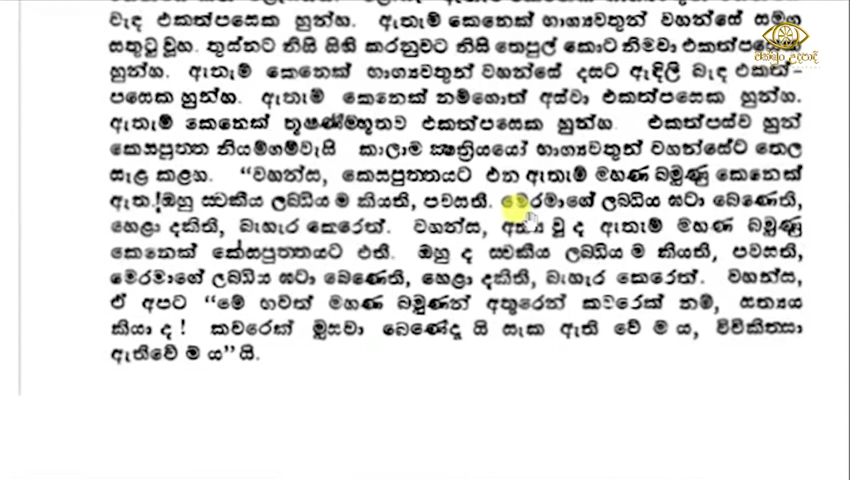 වැඳ එකත්පසෙක හුන්හ. ඇතැම් කෙනෙක් භාග්‍යවතුන් වහන්සේ සමග
සතුටු වූහ. තුස්නට නිසි සිහි කරනුවට නිසි තෙපුල් කොට නිමවා එකත්පසෙක
හුන්හ. ඇතැම් කෙනෙක් භාග්‍යවතුන් වහන්සේ දසට ඇඳිලි බැඳ එකත්-
පසෙක හුන්හ. ඇතැම් කෙනෙක් නම්ගොත් අස්වා එකත්පසෙක හුන්හ.
ඇතැම් කෙනෙක් තූෂ්ණීම්භූතව එකත්පසෙක හුන්හ. එකත්පස්ව හුන්
කෙසපුත්ත නියම්ගම්වැසි කාලාම ක්‍ෂත්‍රියයෝ භාග්‍යවතුන් වහන්සේට තෙල
සැළ කළහ. "වහන්ස, කෙසපුත්තයට එන ඇතැම් මහණ බමුණු කෙනෙක්
ඇත. ඔහු ස්වකීය ලබ්ධිය ම කියති, පවසති. මෙරමාගේ ලබ්ධිය ඝටා බෙණෙති,
හෙළා දකිති, බැහැර කෙරෙත්. වහන්ස, අන්‍ය වූ ද ඇතැම් මහණ බමුණු
කෙනෙක් කේසපුත්තයට එති. ඔහු ද ස්වකීය ලබ්ධිය ම කියති, පවසති,
මෙරමාගේ ලබ්ධිය ඝටා බෙණෙති, හෙළා දකිති, බැහැර කෙරෙත්. වහන්ස,
ඒ අපට "මේ භවත් මහණ බමුණන් අතුරෙන් කවරෙක් නම්, සත්‍යය
කියා ද! කවරෙක් මුසවා බෙණේදැ යි සැක ඇති වේ ම ය, විචිකිත්සා
ඇතිවේ ම ය" යි.